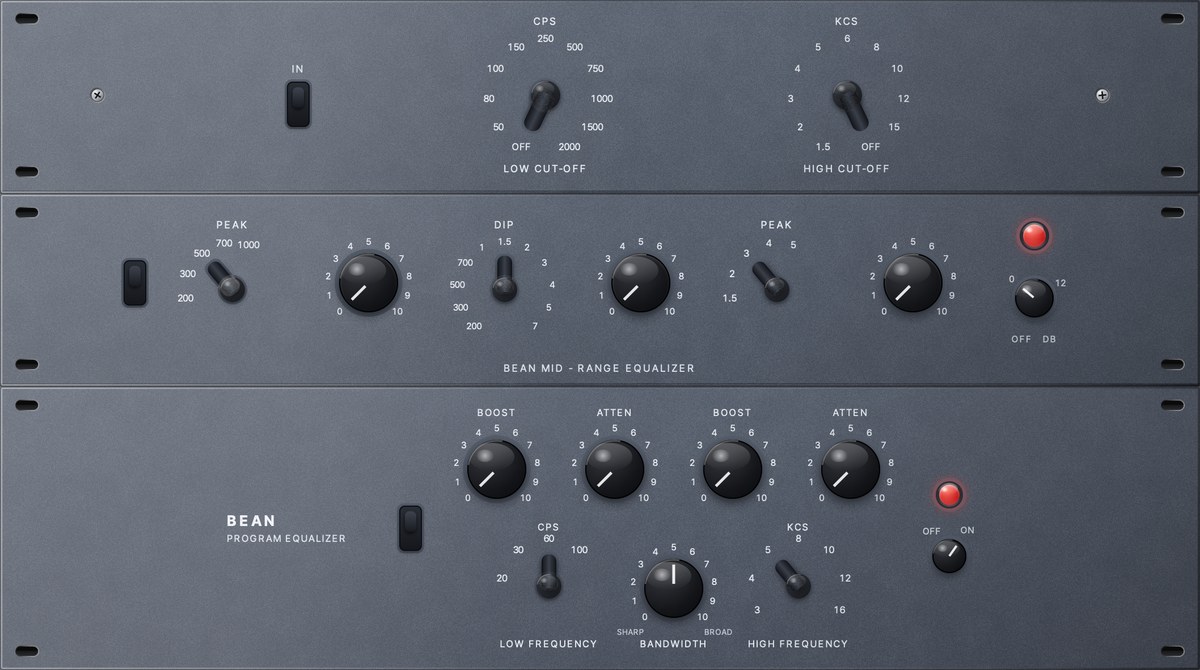 CPS
KCS
IN
OFF 50 80 100 150 250 500 750 1000 1500 2000
1.5 2 3 4 5 6 8 10 12 15 OFF
LOW CUT-OFF
HIGH CUT-OFF
PEAK
DIP
PEAK
200 300 500 700 1000
0 1 2 3 4 5 6 7 8 9 10
200 300 500 700 1 1.5 2 3 4 5 7
0 1 2 3 4 5 6 7 8 9 10
1.5 2 3 4 5
0 1 2 3 4 5 6 7 8 9 10
0 12
OFF DB
BEAN MID - RANGE EQUALIZER
BOOST
ATTEN
BOOST
ATTEN
0 1 2 3 4 5 6 7 8 9 10
0 1 2 3 4 5 6 7 8 9 10
0 1 2 3 4 5 6 7 8 9 10
0 1 2 3 4 5 6 7 8 9 10
BEAN
PROGRAM EQUALIZER
CPS
20 30 60 100
0 1 2 3 4 5 6 7 8 9 10
KCS
3 4 5 8 10 12 16
OFF ON
SHARP
BROAD
LOW FREQUENCY
BANDWIDTH
HIGH FREQUENCY